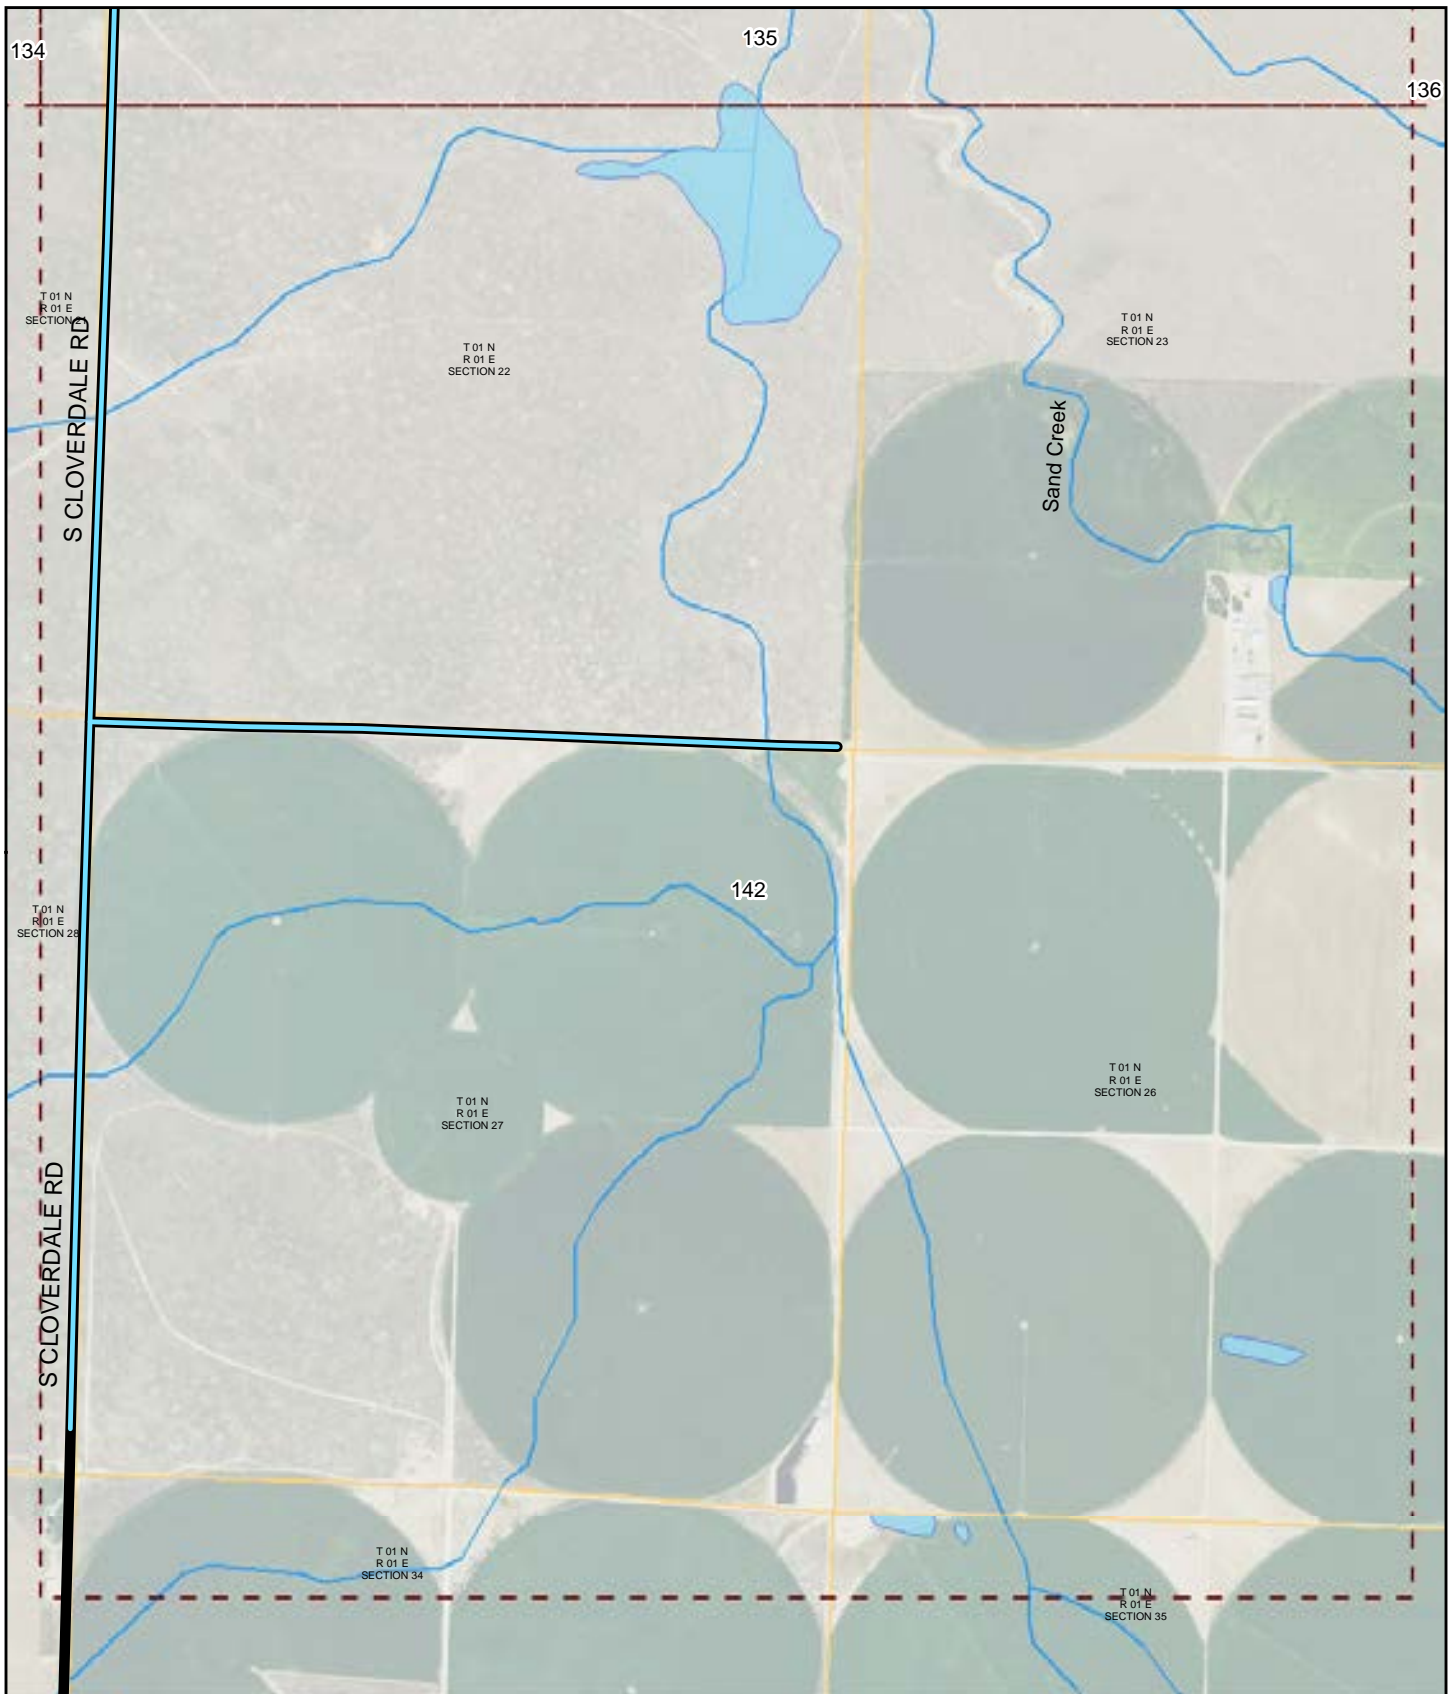 134
135
136
T 01 N
R 01 E
SECTION 21
S CLOVERDALE RD
T 01 N
R 01 E
SECTION 22
T 01 N
R 01 E
SECTION 23
Sand Creek
T 01 N
R 01 E
SECTION 28
142
T 01 N
R 01 E
SECTION 26
T 01 N
R 01 E
SECTION 27
S CLOVERDALE RD
T 01 N
R 01 E
SECTION 34
T 01 N
R 01 E
SECTION 35